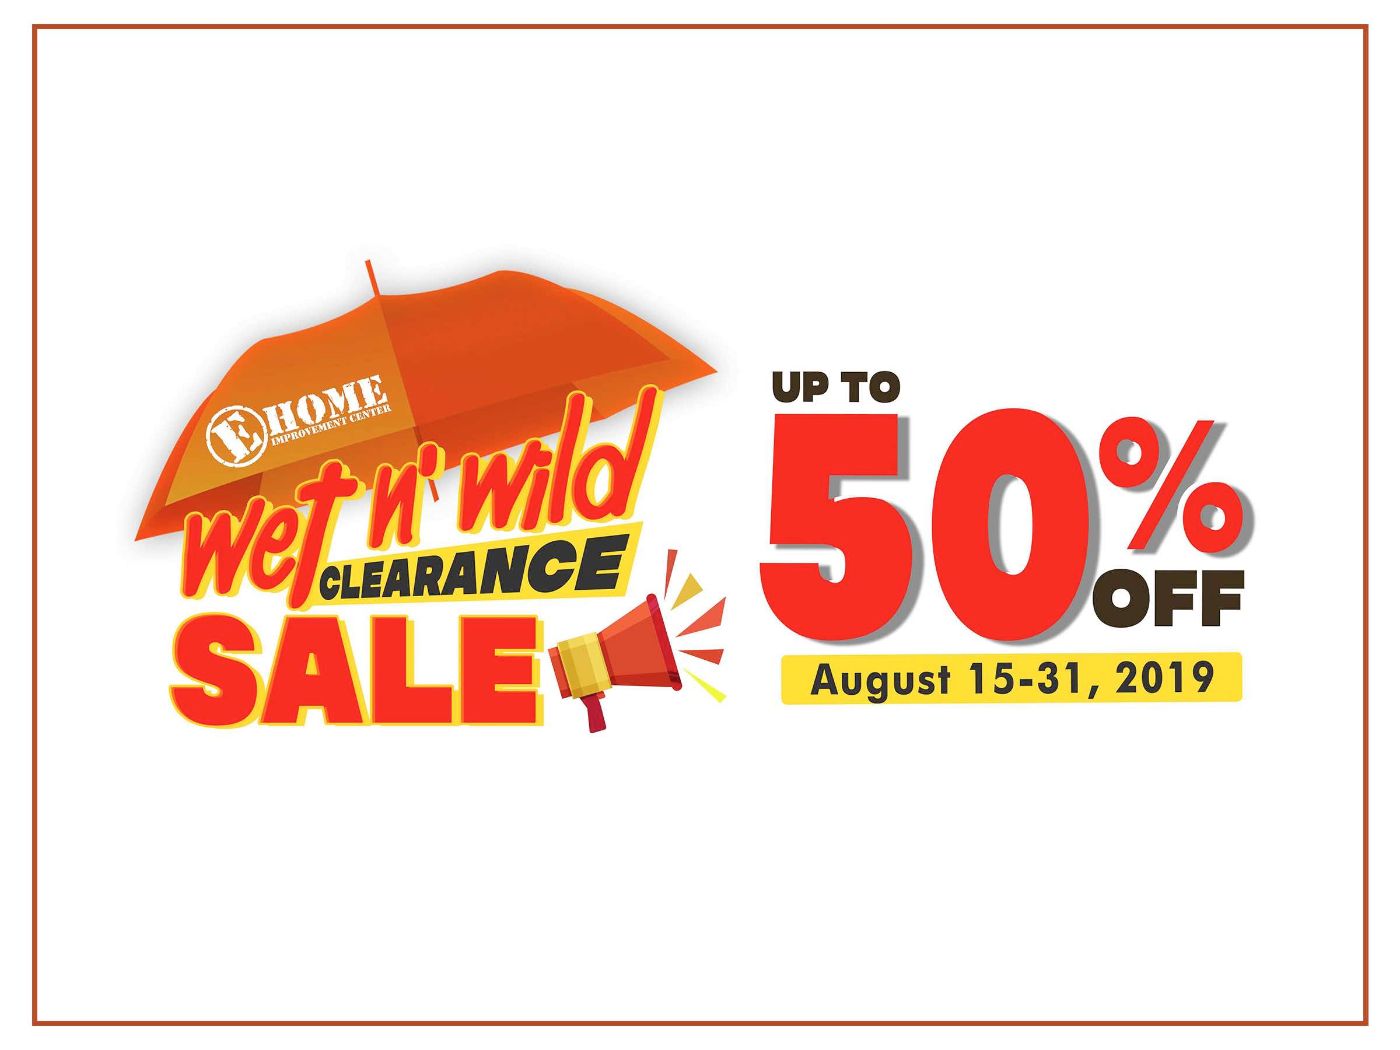 E HOME
IMPROVEMENT CENTER
wet n' wild
CLEARANCE
SALE
UP TO
50%
OFF
August 15-31, 2019